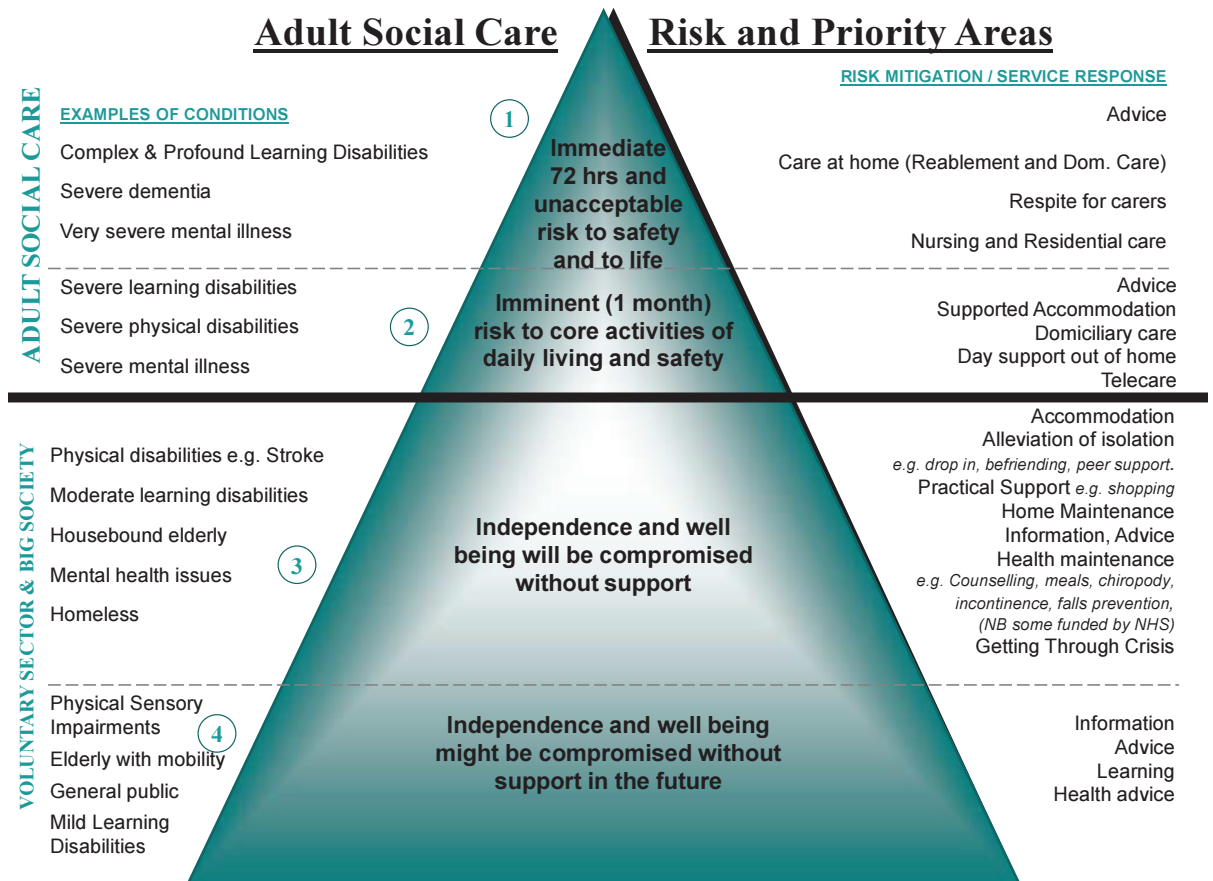 Adult Social Care
Risk and Priority Areas
ADULT SOCIAL CARE
EXAMPLES OF CONDITIONS
Complex & Profound Learning Disabilities
Severe dementia
Very severe mental illness
1
Immediate
72 hrs and
unacceptable
risk to safety
and to life
RISK MITIGATION / SERVICE RESPONSE
Advice
Care at home (Reablement and Dom. Care)
Respite for carers
Nursing and Residential care
Severe learning disabilities
Severe physical disabilities
Severe mental illness
2
Imminent (1 month)
risk to core activities of
daily living and safety
Advice
Supported Accommodation
Domiciliary care
Day support out of home
Telecare
VOLUNTARY SECTOR & BIG SOCIETY
Physical disabilities e.g. Stroke
Moderate learning disabilities
Housebound elderly
Mental health issues
Homeless
3
Independence and well
being will be compromised
without support
Accommodation
Alleviation of isolation
e.g. drop in, befriending, peer support.
Practical Support e.g. shopping
Home Maintenance
Information, Advice
Health maintenance
e.g. Counselling, meals, chiropody,
incontinence, falls prevention,
(NB some funded by NHS)
Getting Through Crisis
Physical Sensory
Impairments
Elderly with mobility
General public
Mild Learning
Disabilities
4
Independence and well being
might be compromised without
support in the future
Information
Advice
Learning
Health advice